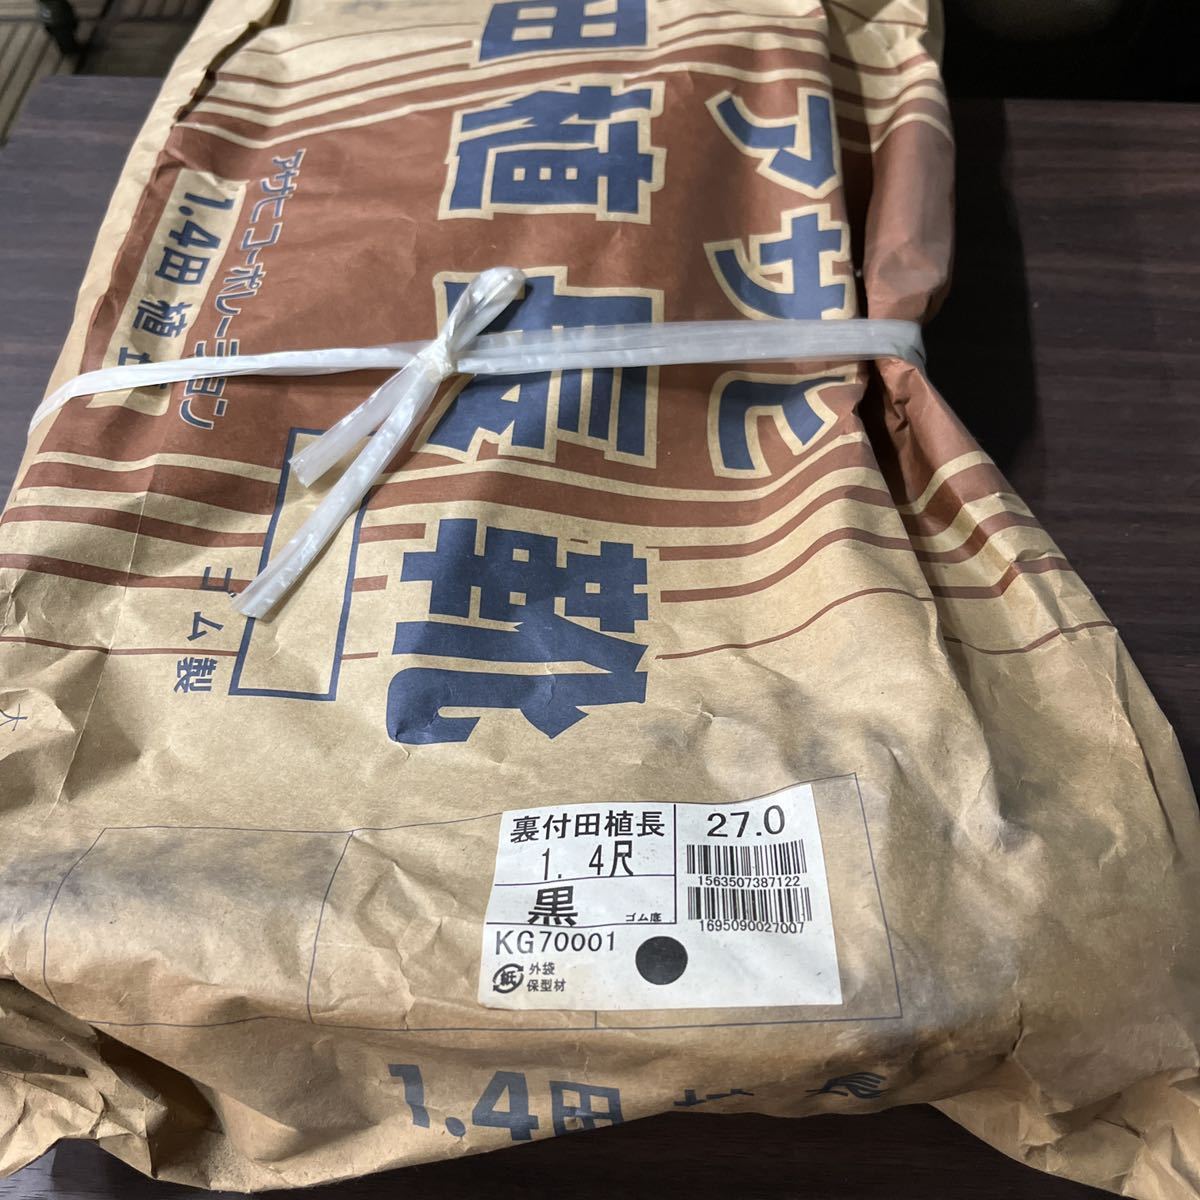 アサヒ
田植長靴
アサヒコーポレーション
1.4田植
ゴム製
大
裏付田植長
1.4尺
27.0
1563507387122
黒
ゴム底
1695090027007
KG70001
紙
外袋
保型材
1.4田